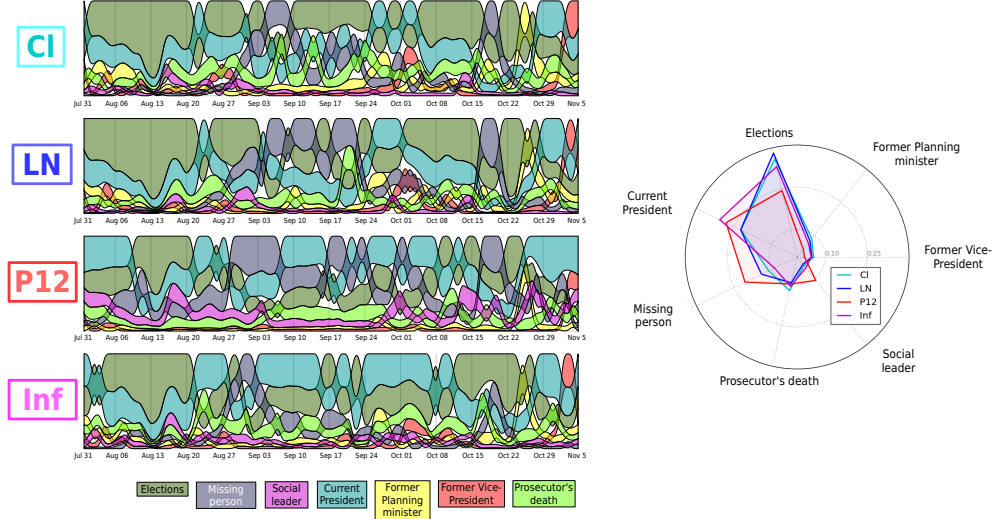 CI
Jul 31 Aug 06 Aug 13 Aug 20 Aug 27 Sep 03 Sep 10 Sep 17 Sep 24 Oct 01 Oct 08 Oct 15 Oct 22 Oct 29 Nov 5
LN
Jul 31 Aug 06 Aug 13 Aug 20 Aug 27 Sep 03 Sep 10 Sep 17 Sep 24 Oct 01 Oct 08 Oct 15 Oct 22 Oct 29 Nov 5
P12
Jul 31 Aug 06 Aug 13 Aug 20 Aug 27 Sep 03 Sep 10 Sep 17 Sep 24 Oct 01 Oct 08 Oct 15 Oct 22 Oct 29 Nov 5
Inf
Jul 31 Aug 06 Aug 13 Aug 20 Aug 27 Sep 03 Sep 10 Sep 17 Sep 24 Oct 01 Oct 08 Oct 15 Oct 22 Oct 29 Nov 5
Elections
Missing
person
Social
leader
Current
President
Former
Planning
minister
Former Vice-
President
Prosecutor's
death
Elections
Former Planning
minister
Current
President
Former Vice-
President
0.10 0.25
Missing
person
CI
LN
P12
Inf
Social
leader
Prosecutor's death